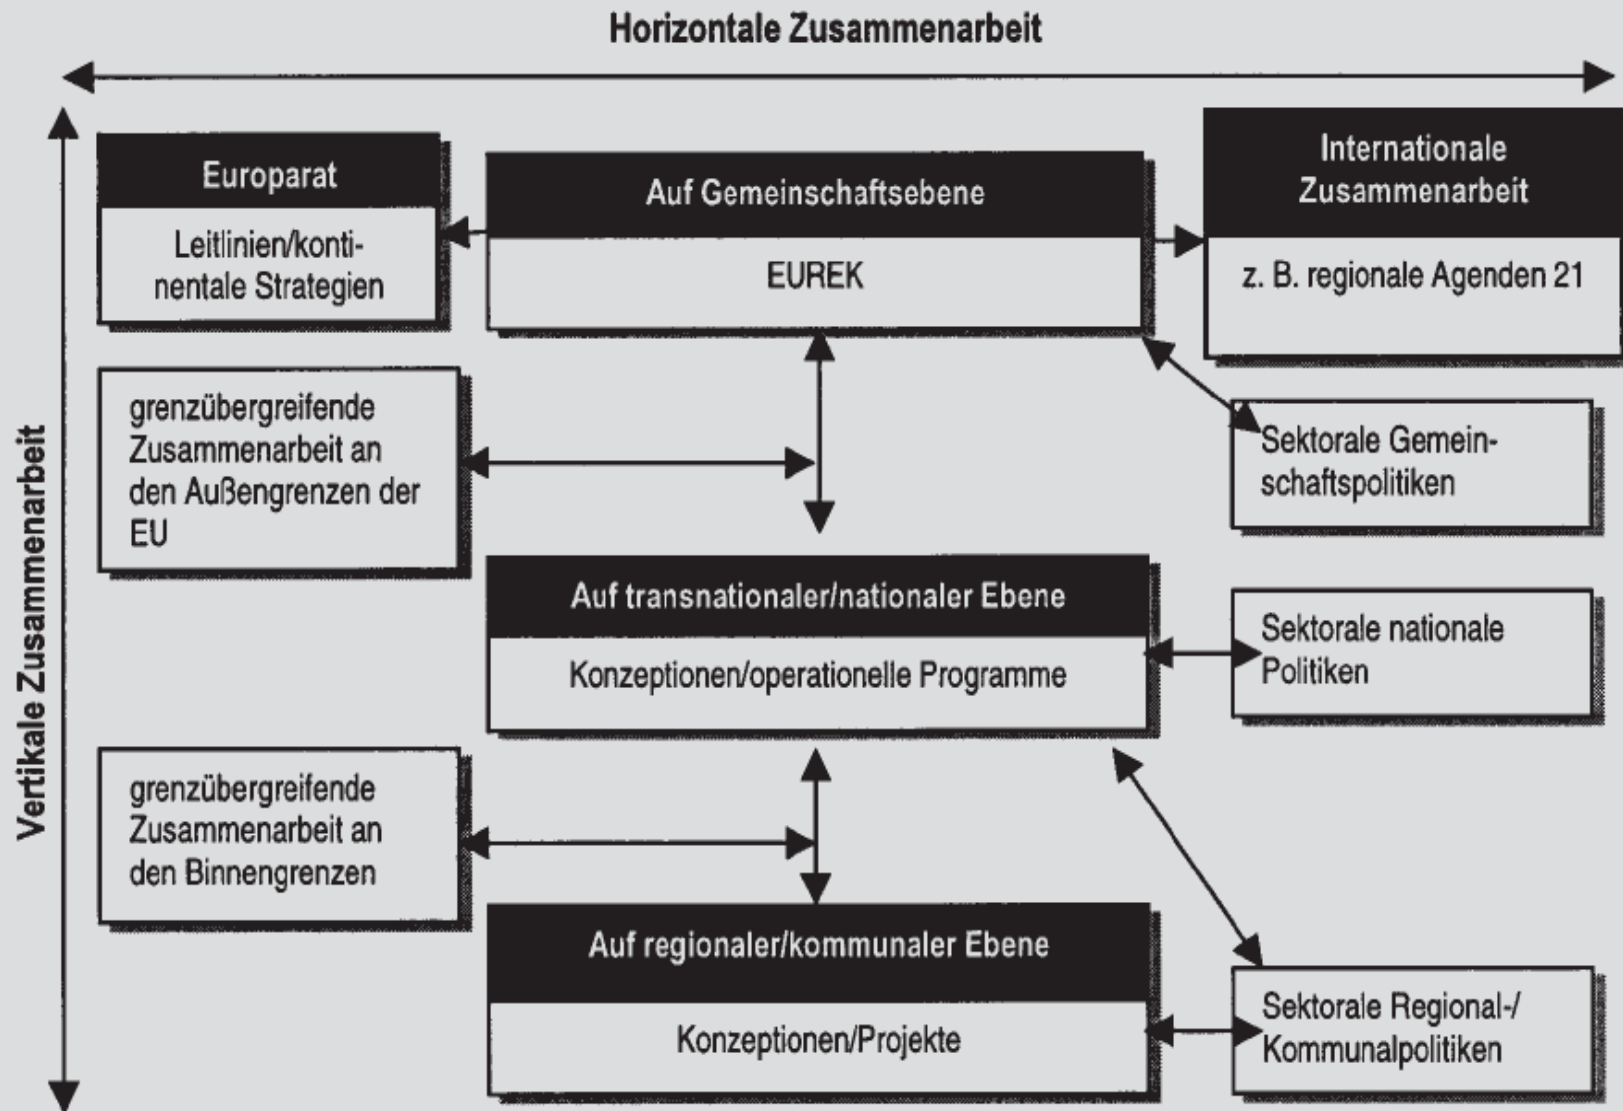 Horizontale Zusammenarbeit
Vertikale Zusammenarbeit
Europarat
Leitlinien/konti-
nentale Strategien
Auf Gemeinschaftsebene
EUREK
Internationale
Zusammenarbeit
z. B. regionale Agenden 21
grenzübergreifende
Zusammenarbeit an
den Außengrenzen der
EU
Sektorale Gemein-
schaftspolitiken
Auf transnationaler/nationaler Ebene
Konzeptionen/operationelle Programme
Sektorale nationale
Politiken
grenzübergreifende
Zusammenarbeit an
den Binnengrenzen
Auf regionaler/kommunaler Ebene
Konzeptionen/Projekte
Sektorale Regional-/
Kommunalpolitiken